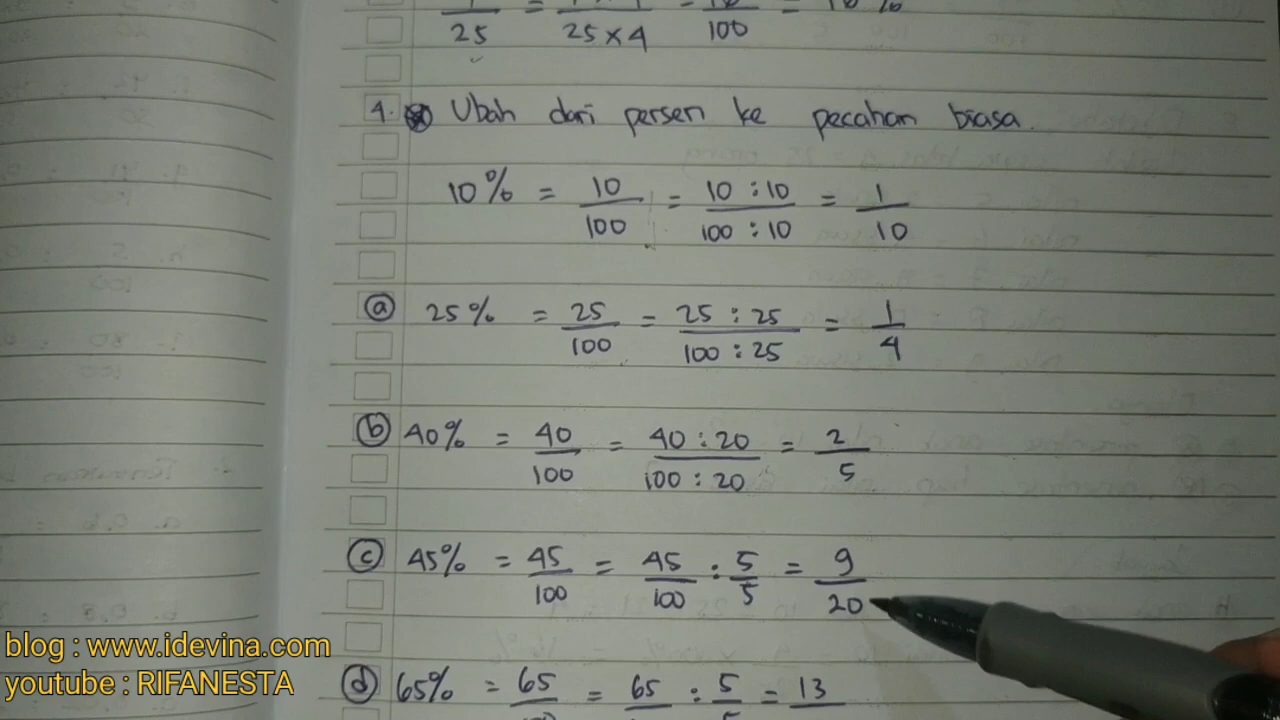 25 25 x 4 100
4. Ubah dari persen ke pecahan biasa.
10% = 10/100 = 10 : 10/100 : 10 = 1/10
a 25% = 25/100 = 25 : 25/100 : 25 = 1/4
b 40% = 40/100 = 40 : 20/100 : 20 = 2/5
c 45% = 45/100 = 45/100 : 5/5 = 9/20
d 65% = 65 = 65 : 5 = 13
blog : www.idevina.com
youtube : RIFANESTA